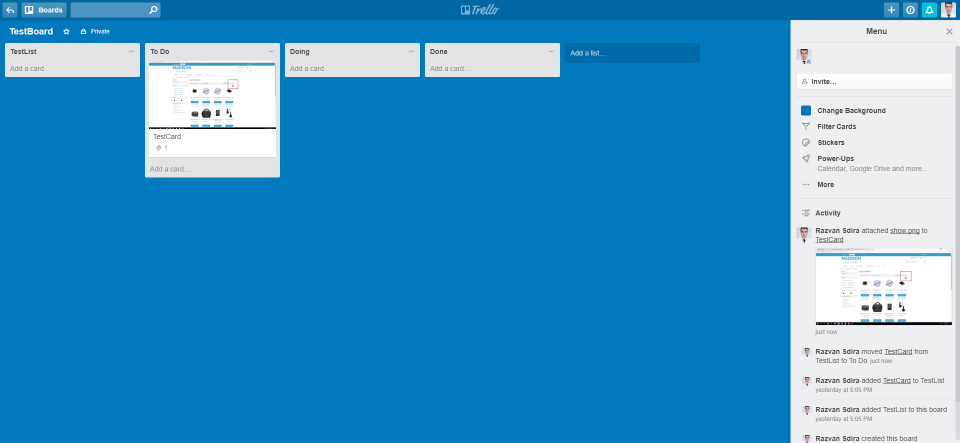 Boards
Trello
TestBoard
Private
TestList
...
Add a card...
To Do
...
TestCard
1
Add a card...
Doing
...
Add a card...
Done
...
Add a card...
Add a list...
Menu
Invite...
Change Background
Filter Cards
Stickers
Power-Ups
Calendar, Google Drive and more...
More
Activity
Razvan Sdira attached show.png to
TestCard
MADISON
just now
Razvan Sdira moved TestCard from
TestList to To Do just now
Razvan Sdira added TestCard to TestList
yesterday at 5:05 PM
Razvan Sdira added TestList to this board
yesterday at 5:05 PM
Razvan Sdira created this board